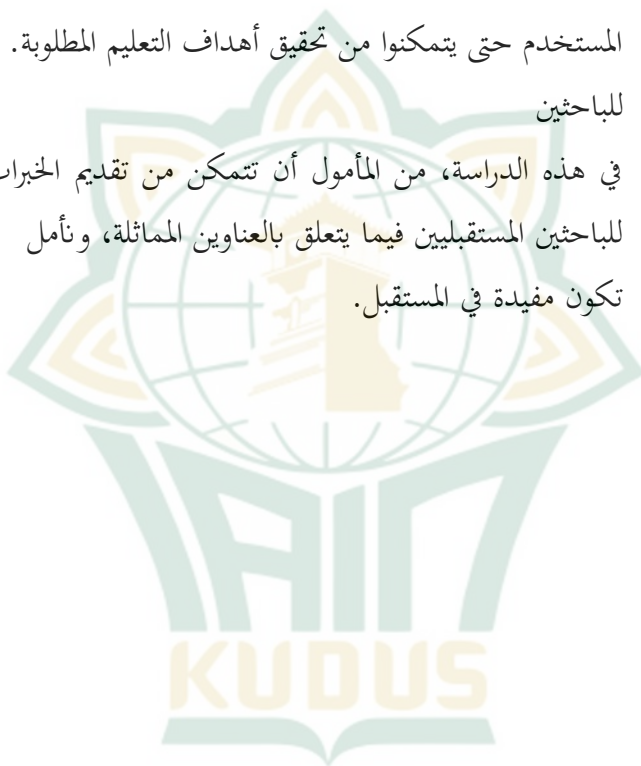 المستخدم حتى يتمكنوا من تحقيق أهداف التعليم المطلوبة.
للباحثين
في هذه الدراسة، من المأمول أن تتمكن من تقديم
للباحثين المستقبليين فيما يتعلق بالعناوين المماثلة، ونأمل
تكون مفيدة في المستقبل.
IAIN
KUDUS